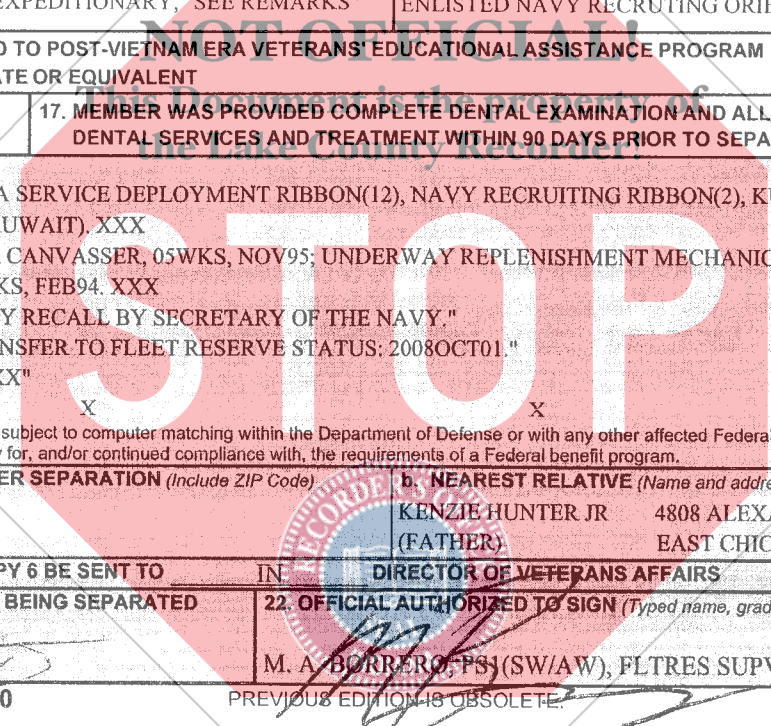 EXPEDITIONARY, SEE REMARKS ENLISTED NAVY RECRUTING
NOT OFFICIAL!
D TO POST-VIETNAM ERA VETERANS' EDUCATIONAL ASSISTANCE PROGRAM
ATE OR EQUIVALENT
This Document is the property of
17. MEMBER WAS PROVIDED COMPLETE DENTAL EXAMINATION AND ALL
DENTAL SERVICES AND TREATMENT WITHIN 90 DAYS PRIOR TO SEPA
the Lake County Recorder!
A SERVICE DEPLOYMENT RIBBON(12), NAVY RECRUITING RIBBON(2), KU
UWAIT). XXX
CANVASSER, 05WKS, NOV95; UNDERWAY REPLENISHMENT MECHANIC
KS, FEB94. XXX
Y RECALL BY SECRETARY OF THE NAVY."
NSFER TO FLEET RESERVE STATUS: 2008OCT01."
XX"
STOP
X X
subject to computer matching within the Department of Defense or with any other affected Federal
y for, and/or continued compliance with, the requirements of a Federal benefit program.
ER SEPARATION (Include ZIP Code) b. NEAREST RELATIVE (Name and addre
KENZIE HUNTER JR 4808 ALEXA
(FATHER) EAST CHIC
RECORDER'S
PY 6 BE SENT TO IN DIRECTOR OF VETERANS AFFAIRS
BEING SEPARATED 22. OFFICIAL AUTHORIZED TO SIGN (Typed name, grad
M. A. BORRERO, PS1(SW/AW), FLTRES SUPV
0 PREVIOUS EDITION IS OBSOLETE.